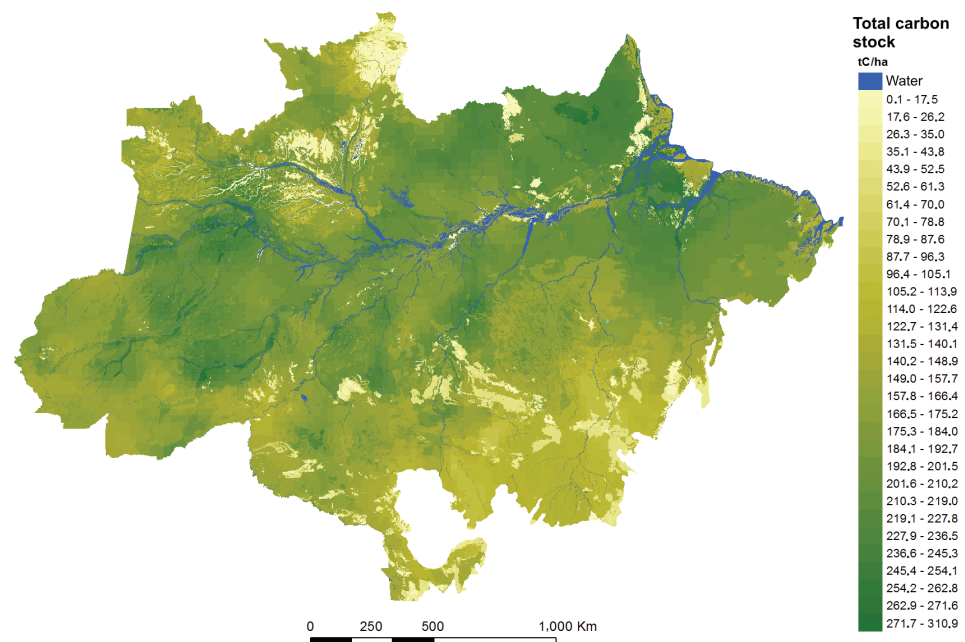 Total carbon
stock
tC/ha
Water
0.1 - 17.5
17.6 - 26.2
26.3 - 35.0
35.1 - 43.8
43.9 - 52.5
52.6 - 61.3
61.4 - 70.0
70.1 - 78.8
78.9 - 87.6
87.7 - 96.3
96.4 - 105.1
105.2 - 113.9
114.0 - 122.6
122.7 - 131.4
131.5 - 140.1
140.2 - 148.9
149.0 - 157.7
157.8 - 166.4
166,5 - 175.2
175.3 - 184.0
184.1 - 192.7
192.8 - 201.5
201.6 - 210.2
210.3 - 219.0
219.1 - 227.8
227.9 - 236.5
236.6 - 245.3
245.4 - 254.1
254.2 - 262.8
262.9 - 271.6
271.7 - 310.9
0 250 500 1,000 Km